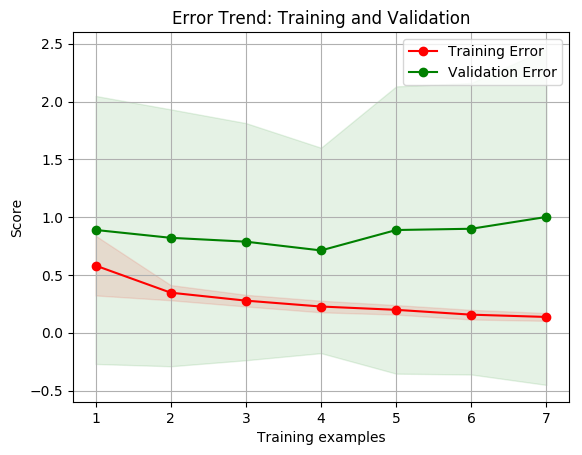 Error Trend: Training and Validation
Training Error
Validation Error
2.5
2.0
1.5
1.0
0.5
0.0
−0.5
Score
1 2 3 4 5 6 7
Training examples